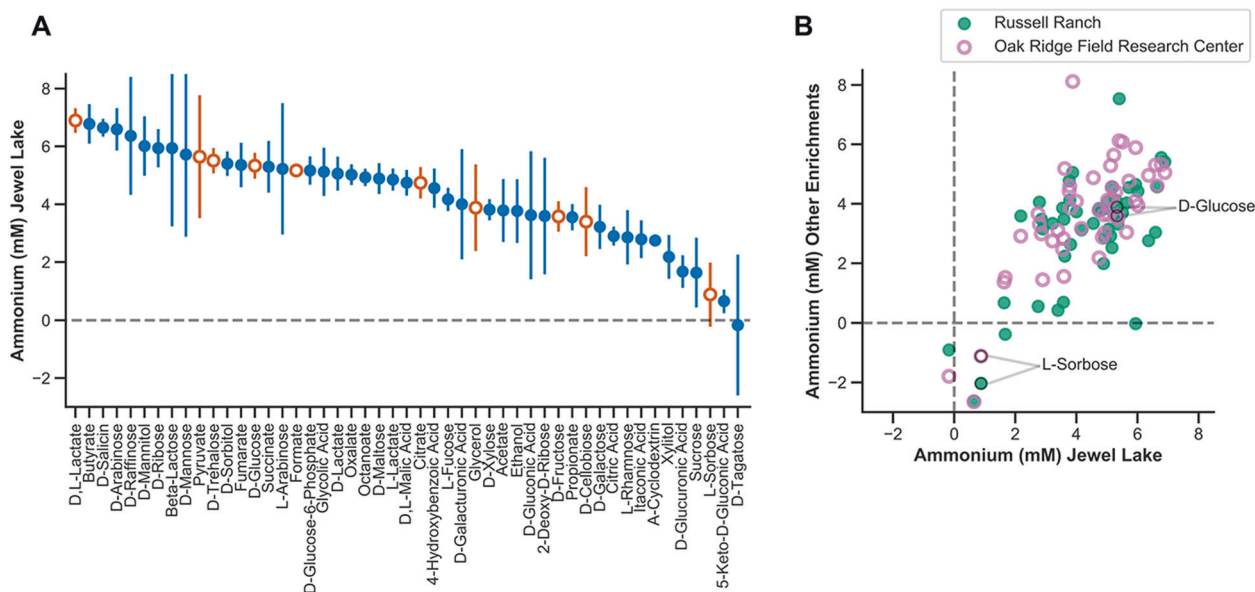 A
Ammonium (mM) Jewel Lake
8
6
4
2
0
−2
D,L-Lactate
Butyrate
D-Salicin
D-Arabinose
D-Raffinose
D-Mannitol
D-Ribose
Beta-Lactose
D-Mannose
Pyruvate
D-Trehalose
D-Sorbitol
Fumarate
D-Glucose
Succinate
L-Arabinose
Formate
D-Glucose-6-Phosphate
Glycolic Acid
D-Lactate
Oxalate
Octanoate
D-Maltose
L-Lactate
D,L-Malic Acid
Citrate
4-Hydroxybenzoic Acid
L-Fucose
D-Galacturonic Acid
Glycerol
D-Xylose
Acetate
Ethanol
D-Gluconic Acid
2-Deoxy-D-Ribose
D-Fructose
Propionate
D-Cellobiose
D-Galactose
Citric Acid
L-Rhamnose
Itaconic Acid
A-Cyclodextrin
Xylitol
D-Glucuronic Acid
Sucrose
L-Sorbose
5-Keto-D-Gluconic Acid
D-Tagatose
B
Russell Ranch
Oak Ridge Field Research Center
Ammonium (mM) Other Enrichments
8
6
4
2
0
−2
D-Glucose
L-Sorbose
−2 0 2 4 6 8
Ammonium (mM) Jewel Lake